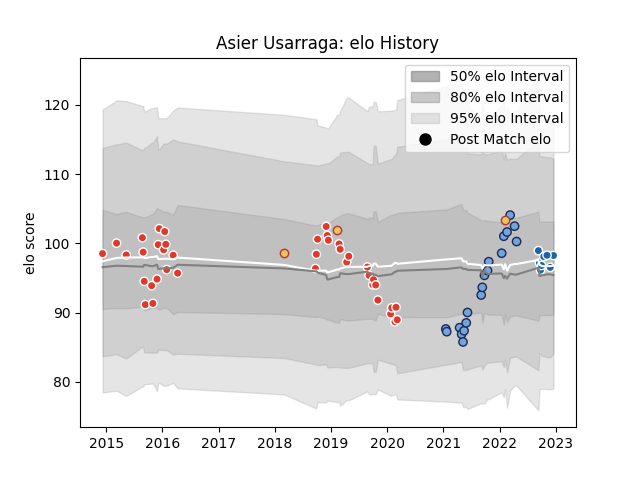 Asier Usarraga: elo History
50% elo Interval
80% elo Interval
95% elo Interval
Post Match elo
elo score
120
110
100
90
80
2015 2016 2017 2018 2019 2020 2021 2022 2023